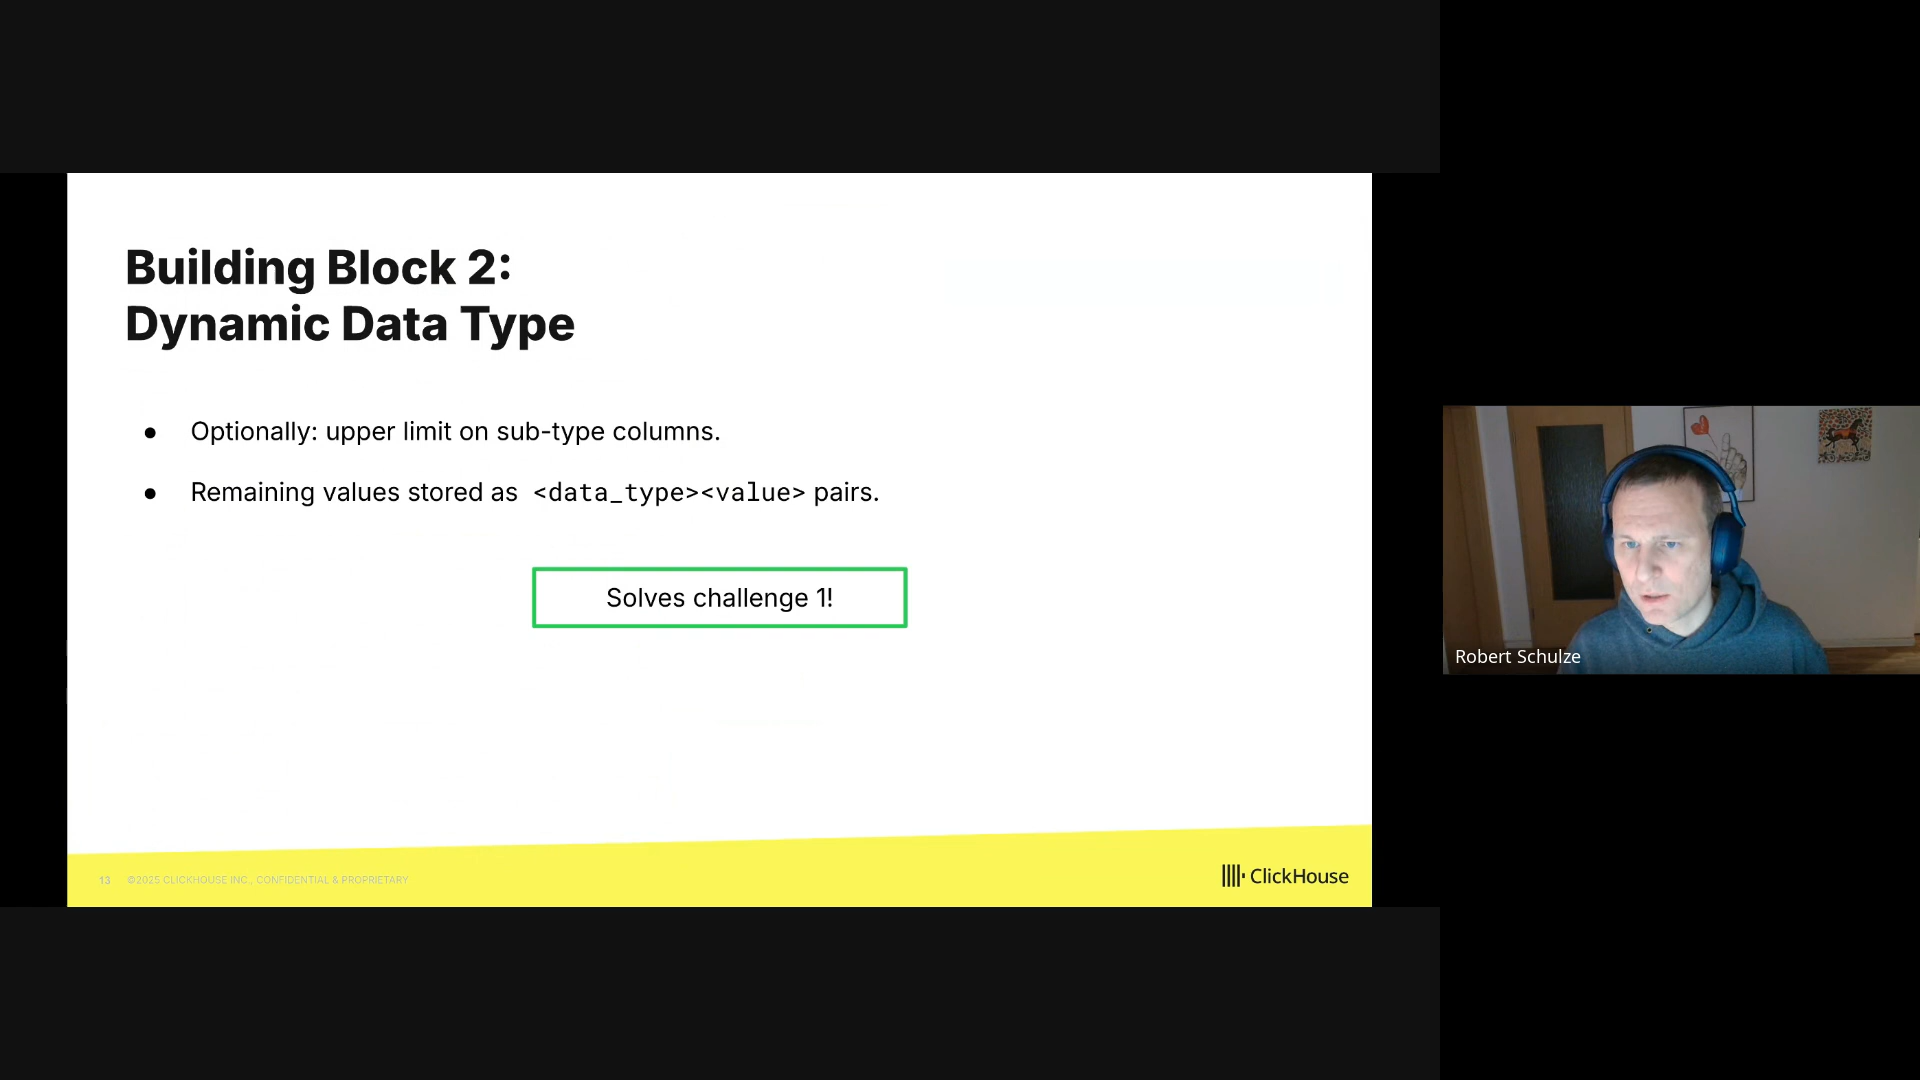 Building Block 2:
Dynamic Data Type
● Optionally: upper limit on sub-type columns.
● Remaining values stored as <data_type><value> pairs.
Solves challenge 1!
13 ©2025 CLICKHOUSE INC., CONFIDENTIAL & PROPRIETARY
ClickHouse
Robert Schulze